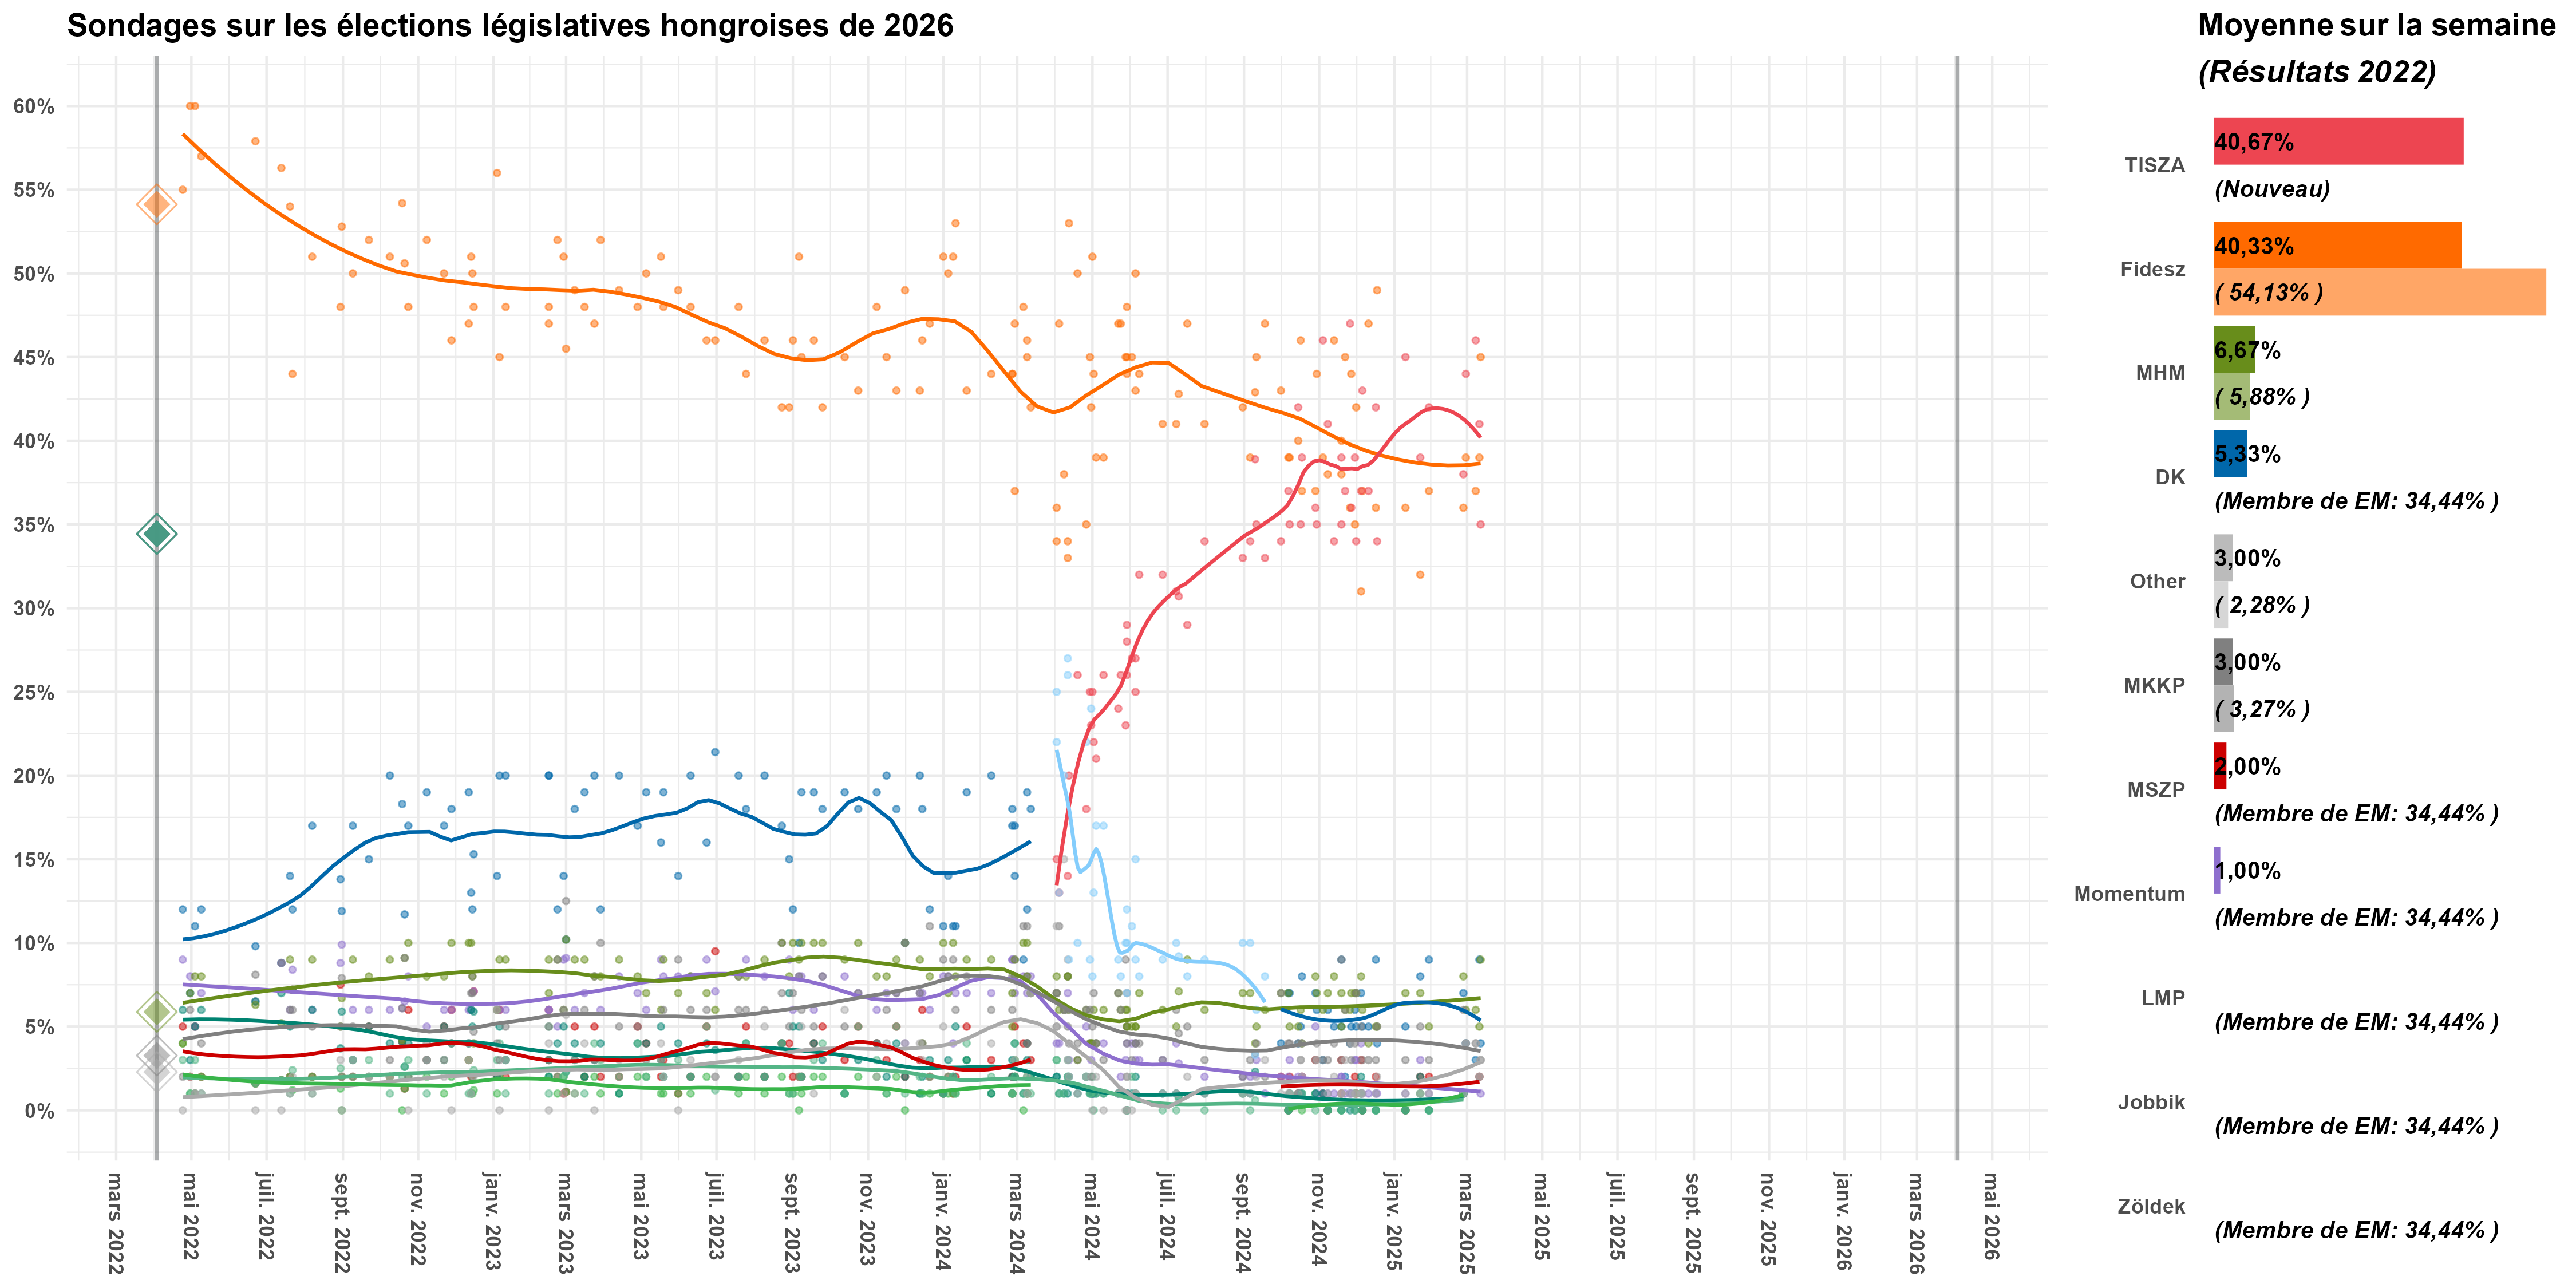 Sondages sur les élections législatives hongroises de 2026
60%
55%
50%
45%
40%
35%
30%
25%
20%
15%
10%
5%
0%
mars 2022
mai 2022
juil. 2022
sept. 2022
nov. 2022
janv. 2023
mars 2023
mai 2023
juil. 2023
sept. 2023
nov. 2023
janv. 2024
mars 2024
mai 2024
juil. 2024
sept. 2024
nov. 2024
janv. 2025
mars 2025
mai 2025
juil. 2025
sept. 2025
nov. 2025
janv. 2026
mars 2026
mai 2026
Moyenne sur la semaine
(Résultats 2022)
TISZA
40,67%
(Nouveau)
Fidesz
40,33%
( 54,13% )
MHM
6,67%
( 5,88% )
DK
5,33%
(Membre de EM: 34,44% )
Other
3,00%
( 2,28% )
MKKP
3,00%
( 3,27% )
MSZP
2,00%
(Membre de EM: 34,44% )
Momentum
1,00%
(Membre de EM: 34,44% )
LMP
(Membre de EM: 34,44% )
Jobbik
(Membre de EM: 34,44% )
Zöldek
(Membre de EM: 34,44% )